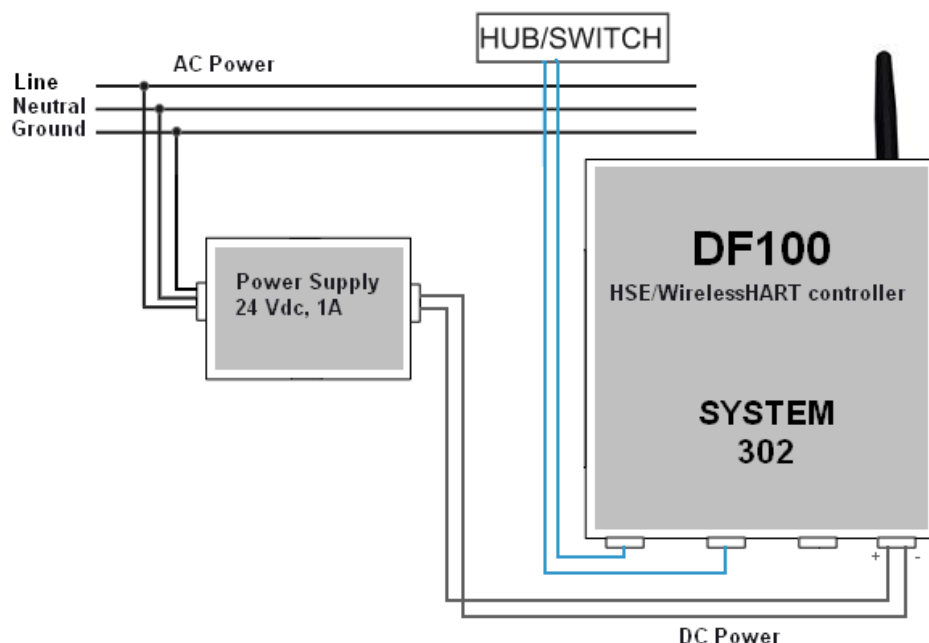 HUB/SWITCH
AC Power
Line
Neutral
Ground
DF100
HSE/WirelessHART controller
Power Supply
24 Vdc, 1A
SYSTEM
302
+ -
DC Power